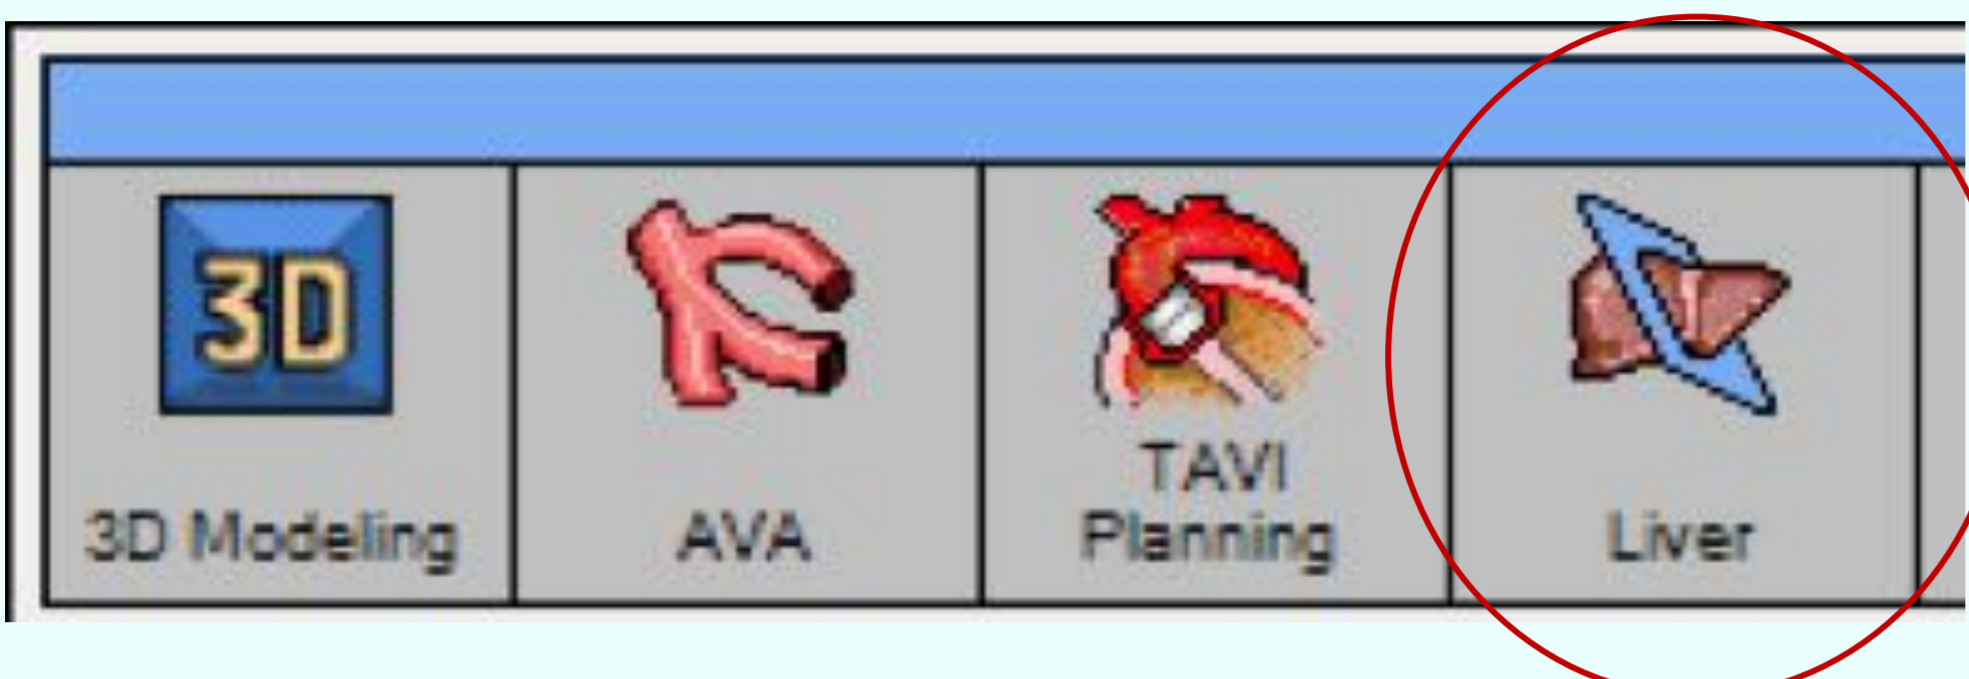 3D
3D Modeling
AVA
TAVI
Planning
Liver